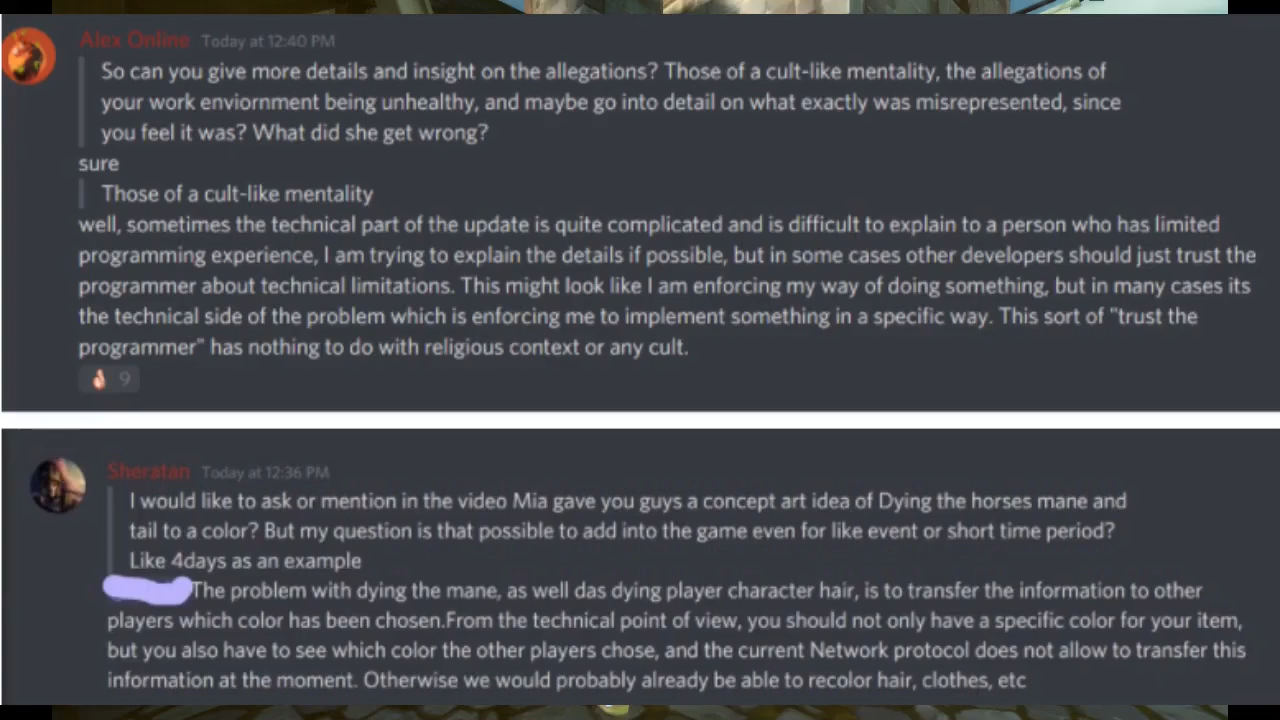 Alex Online Today at 12:40 PM
So can you give more details and insight on the allegations? Those of a cult-like mentality, the allegations of
your work enviornment being unhealthy, and maybe go into detail on what exactly was misrepresented, since
you feel it was? What did she get wrong?
sure
Those of a cult-like mentality
well, sometimes the technical part of the update is quite complicated and is difficult to explain to a person who has limited
programming experience, I am trying to explain the details if possible, but in some cases other developers should just trust the
programmer about technical limitations. This might look like I am enforcing my way of doing something, but in many cases its
the technical side of the problem which is enforcing me to implement something in a specific way. This sort of "trust the
programmer" has nothing to do with religious context or any cult.
9
Sheratan Today at 12:36 PM
I would like to ask or mention in the video Mia gave you guys a concept art idea of Dying the horses mane and
tail to a color? But my question is that possible to add into the game even for like event or short time period?
Like 4days as an example
The problem with dying the mane, as well das dying player character hair, is to transfer the information to other
players which color has been chosen.From the technical point of view, you should not only have a specific color for your item,
but you also have to see which color the other players chose, and the current Network protocol does not allow to transfer this
information at the moment. Otherwise we would probably already be able to recolor hair, clothes, etc